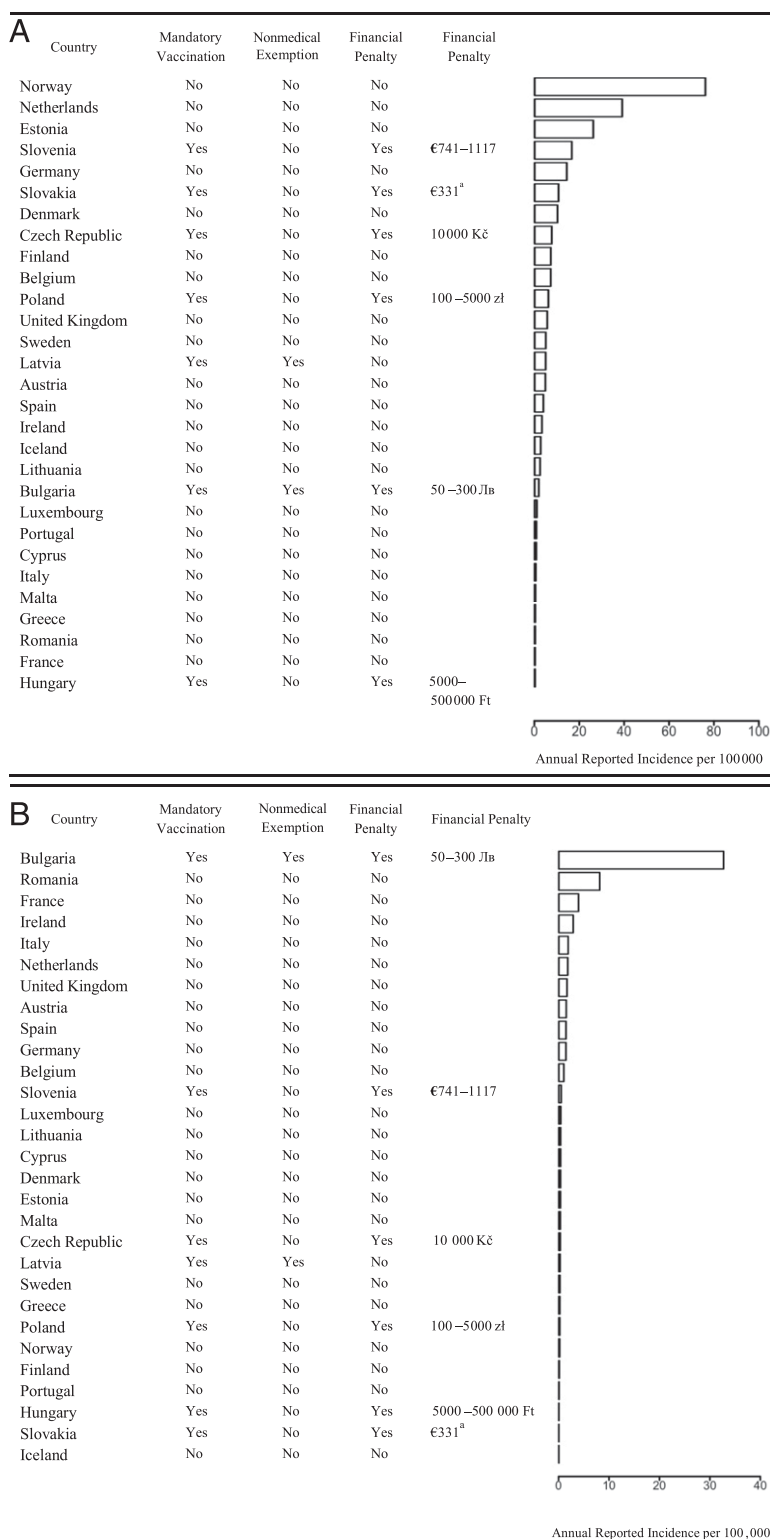 A
Country Mandatory Vaccination Nonmedical Exemption Financial Penalty Financial Penalty
Norway No No No
Netherlands No No No
Estonia No No No
Slovenia Yes No Yes €741–1117
Germany No No No
Slovakia Yes No Yes €331a
Denmark No No No
Czech Republic Yes No Yes 10000 Kč
Finland No No No
Belgium No No No
Poland Yes No Yes 100–5000 zł
United Kingdom No No No
Sweden No No No
Latvia Yes Yes No
Austria No No No
Spain No No No
Ireland No No No
Iceland No No No
Lithuania No No No
Bulgaria Yes Yes Yes 50–300 Лв
Luxembourg No No No
Portugal No No No
Cyprus No No No
Italy No No No
Malta No No No
Greece No No No
Romania No No No
France No No No
Hungary Yes No Yes 5000–
500000 Ft
0 20 40 60 80 100
Annual Reported Incidence per 100000
B
Country Mandatory Vaccination Nonmedical Exemption Financial Penalty Financial Penalty
Bulgaria Yes Yes Yes 50–300 Лв
Romania No No No
France No No No
Ireland No No No
Italy No No No
Netherlands No No No
United Kingdom No No No
Austria No No No
Spain No No No
Germany No No No
Belgium No No No
Slovenia Yes No Yes €741–1117
Luxembourg No No No
Lithuania No No No
Cyprus No No No
Denmark No No No
Estonia No No No
Malta No No No
Czech Republic Yes No Yes 10 000 Kč
Latvia Yes Yes No
Sweden No No No
Greece No No No
Poland Yes No Yes 100–5000 zł
Norway No No No
Finland No No No
Portugal No No No
Hungary Yes No Yes 5000–500 000 Ft
Slovakia Yes No Yes €331a
Iceland No No No
0 10 20 30 40
Annual Reported Incidence per 100,000